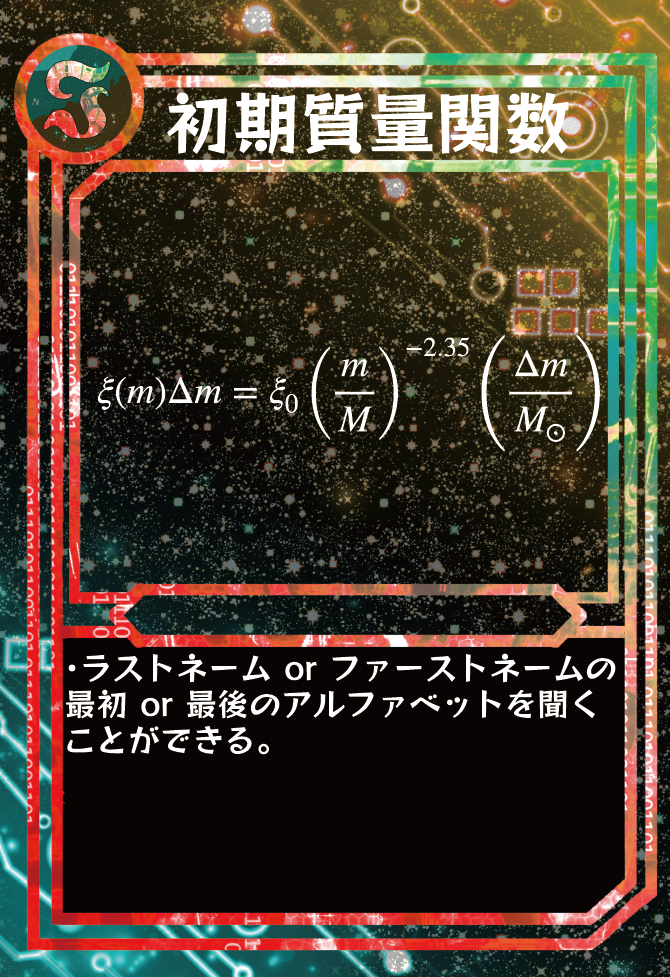 初期質量関数
ξ(m)Δm = ξ₀ (m/M)^−2.35 (Δm/M⊙)
・ラストネーム or ファーストネームの
最初 or 最後のアルファベットを聞く
ことができる。